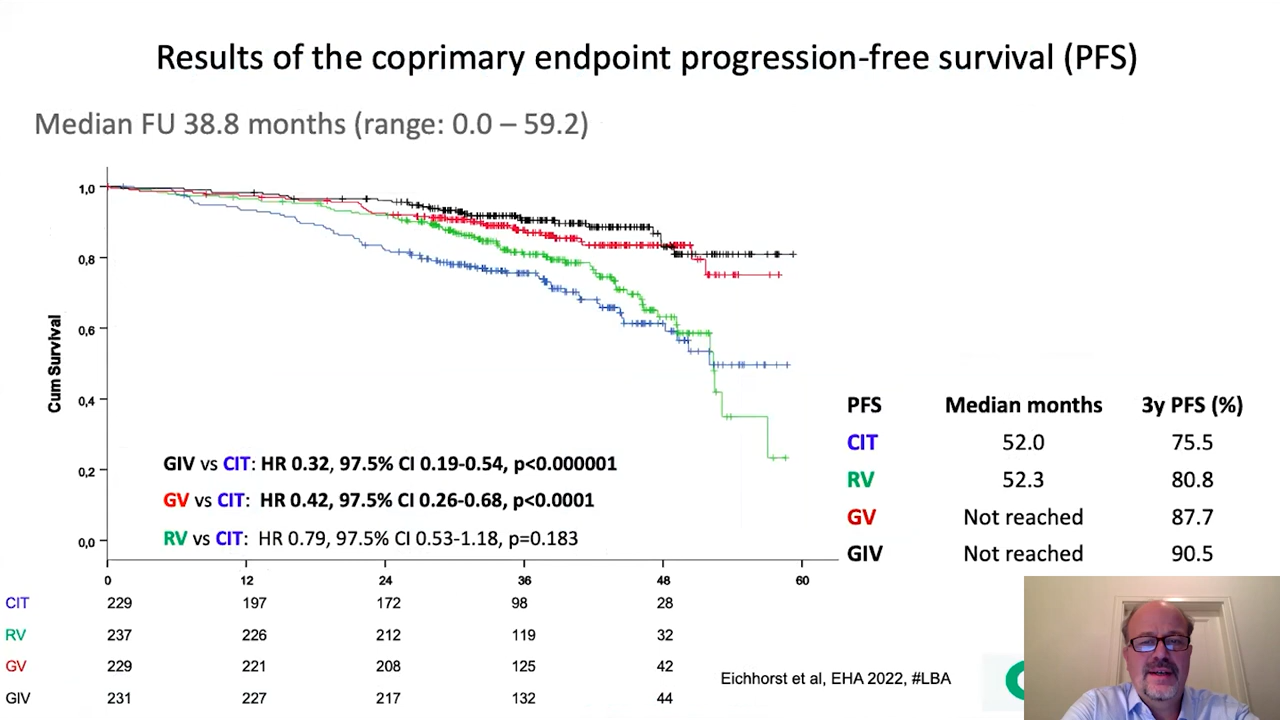 Results of the coprimary endpoint progression-free survival (PFS)
Median FU 38.8 months (range: 0.0 – 59.2)
1,0
0,8
0,6
0,4
0,2
0,0
Cum Survival
GIV vs CIT: HR 0.32, 97.5% CI 0.19-0.54, p<0.000001
GV vs CIT: HR 0.42, 97.5% CI 0.26-0.68, p<0.0001
RV vs CIT: HR 0.79, 97.5% CI 0.53-1.18, p=0.183
0 12 24 36 48 60
CIT 229 197 172 98 28
RV 237 226 212 119 32
GV 229 221 208 125 42
GIV 231 227 217 132 44
PFS Median months 3y PFS (%)
CIT 52.0 75.5
RV 52.3 80.8
GV Not reached 87.7
GIV Not reached 90.5
Eichhorst et al, EHA 2022, #LBA